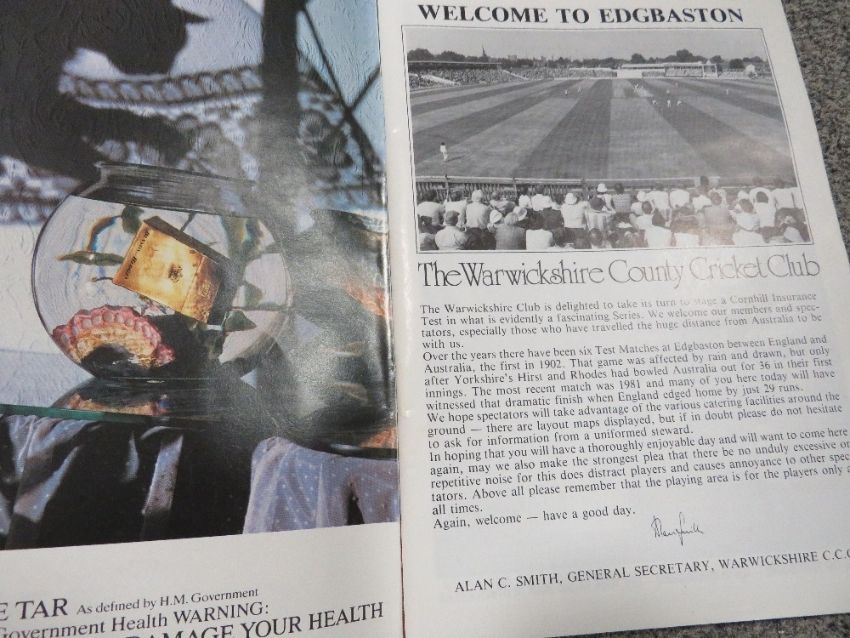 E TAR As defined by H.M. Government
Government Health WARNING:
DAMAGE YOUR HEALTH
WELCOME TO EDGBASTON
The Warwickshire County Cricket Club
The Warwickshire Club is delighted to take its turn to stage a Cornhill Insurance
Test in what is evidently a fascinating Series. We welcome our members and spec-
tators, especially those who have travelled the huge distance from Australia to be
with us.
Over the years there have been six Test Matches at Edgbaston between England and
Australia, the first in 1902. That game was affected by rain and drawn, but only
after Yorkshire's Hirst and Rhodes had bowled Australia out for 36 in their first
innings. The most recent match was 1981 and many of you here today will have
witnessed that dramatic finish when England edged home by just 29 runs.
We hope spectators will take advantage of the various catering facilities around the
ground — there are layout maps displayed, but if in doubt please do not hesitate
to ask for information from a uniformed steward.
In hoping that you will have a thoroughly enjoyable day and will want to come here
again, may we also make the strongest plea that there be no unduly excessive or
repetitive noise for this does distract players and causes annoyance to other spec
tators. Above all please remember that the playing area is for the players only a
all times.
Again, welcome — have a good day.
ALAN C. SMITH, GENERAL SECRETARY, WARWICKSHIRE C.C.C